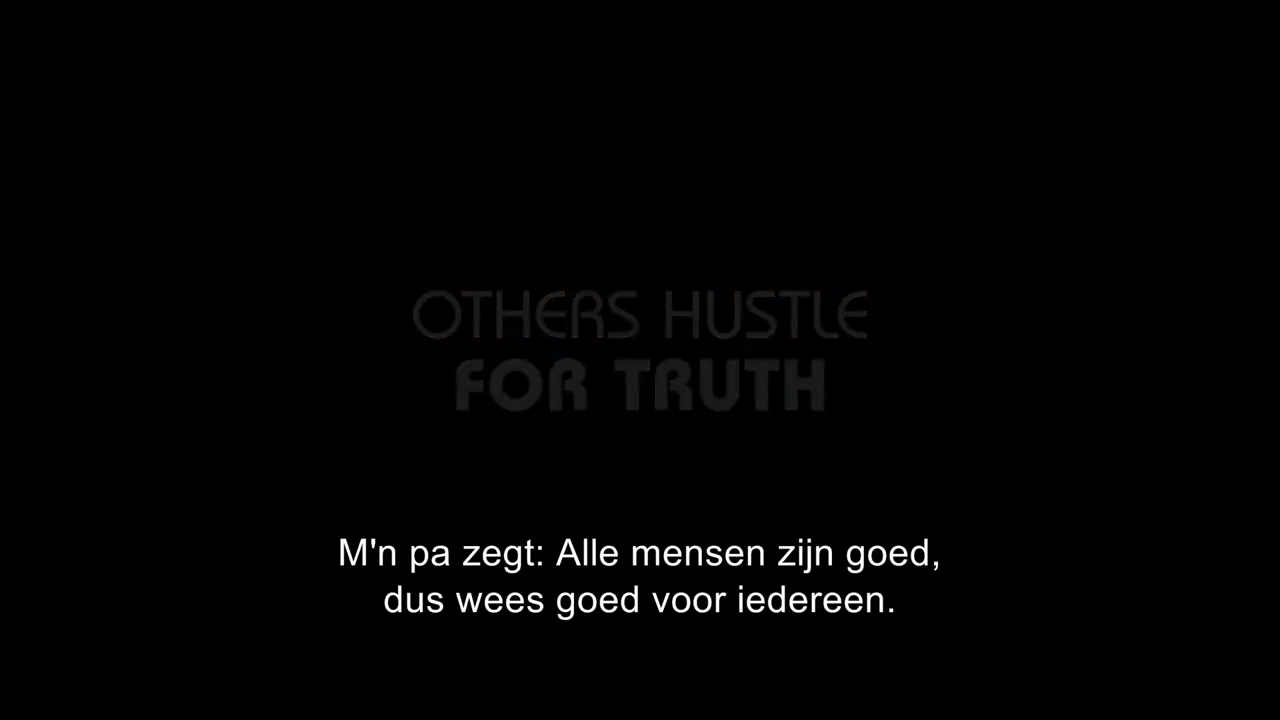 OTHERS HUSTLE
FOR TRUTH
M'n pa zegt: Alle mensen zijn goed,
dus wees goed voor iedereen.